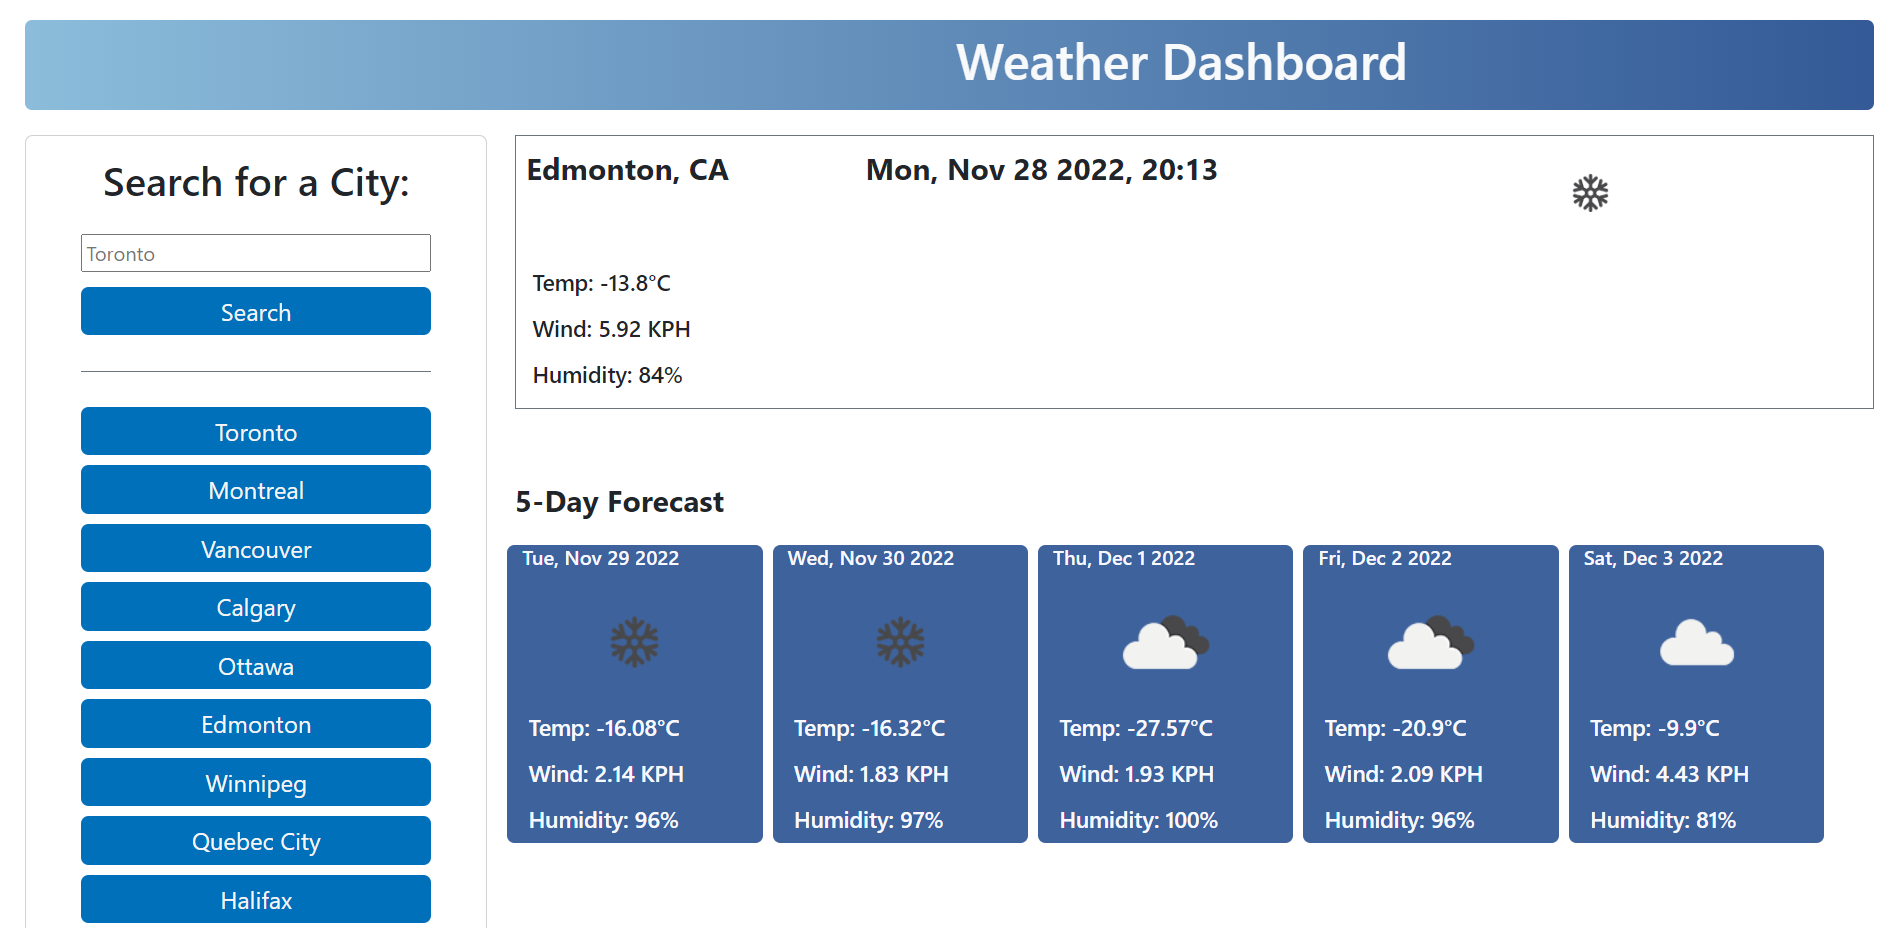 Weather Dashboard
Search for a City:
Toronto
Search
Toronto
Montreal
Vancouver
Calgary
Ottawa
Edmonton
Winnipeg
Quebec City
Halifax
Edmonton, CA
Mon, Nov 28 2022, 20:13
Temp: -13.8°C
Wind: 5.92 KPH
Humidity: 84%
5-Day Forecast
Tue, Nov 29 2022
Temp: -16.08°C
Wind: 2.14 KPH
Humidity: 96%
Wed, Nov 30 2022
Temp: -16.32°C
Wind: 1.83 KPH
Humidity: 97%
Thu, Dec 1 2022
Temp: -27.57°C
Wind: 1.93 KPH
Humidity: 100%
Fri, Dec 2 2022
Temp: -20.9°C
Wind: 2.09 KPH
Humidity: 96%
Sat, Dec 3 2022
Temp: -9.9°C
Wind: 4.43 KPH
Humidity: 81%